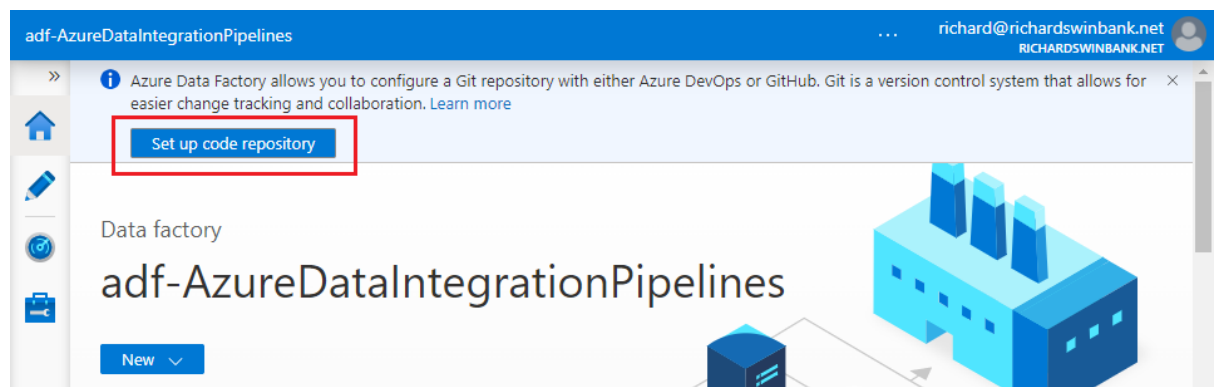 adf-AzureDataIntegrationPipelines
...
richard@richardswinbank.net
RICHARDSWINBANK.NET
Azure Data Factory allows you to configure a Git repository with either Azure DevOps or GitHub. Git is a version control system that allows for
easier change tracking and collaboration. Learn more
Set up code repository
Data factory
adf-AzureDataIntegrationPipelines
New